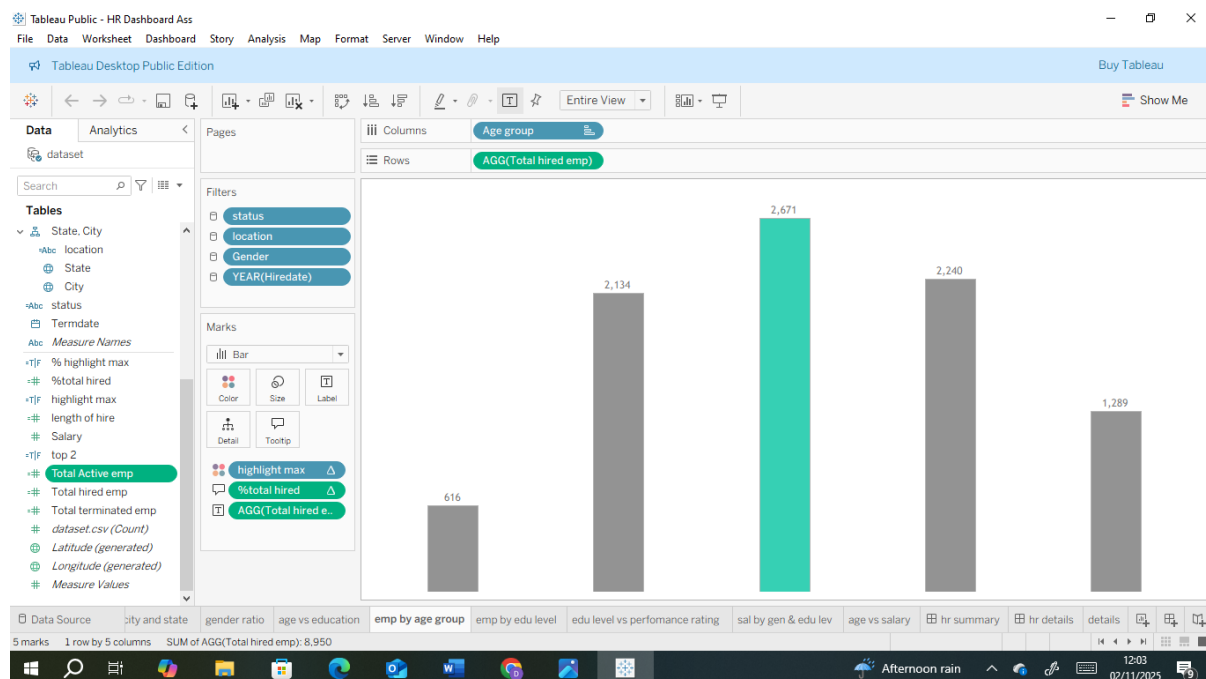 Tableau Public - HR Dashboard Ass
File Data Worksheet Dashboard Story Analysis Map Format Server Window Help
Tableau Desktop Public Edition
Buy Tableau
Entire View
Show Me
Data
Analytics
dataset
Search
Tables
State, City
Abc location
State
City
Abc status
Termdate
Abc Measure Names
=T|F % highlight max
=# %total hired
=T|F highlight max
=# length of hire
# Salary
=T|F top 2
=# Total Active emp
=# Total hired emp
=# Total terminated emp
# dataset.csv (Count)
Latitude (generated)
Longitude (generated)
# Measure Values
Pages
Filters
status
location
Gender
YEAR(Hiredate)
Marks
Bar
Color
Size
Label
Detail
Tooltip
highlight max
%total hired
AGG(Total hired e..
Columns
Age group
Rows
AGG(Total hired emp)
616
2,134
2,671
2,240
1,289
Data Source
city and state
gender ratio
age vs education
emp by age group
emp by edu level
edu level vs perfomance rating
sal by gen & edu lev
age vs salary
hr summary
hr details
details
5 marks 1 row by 5 columns SUM of AGG(Total hired emp): 8,950
Afternoon rain
12:03
02/11/2025
9